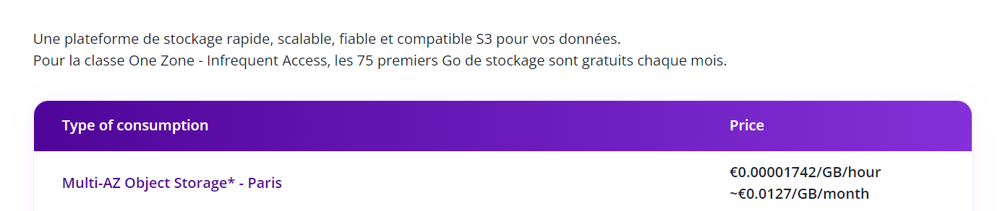 Une plateforme de stockage rapide, scalable, fiable et compatible S3 pour vos données.
Pour la classe One Zone - Infrequent Access, les 75 premiers Go de stockage sont gratuits chaque mois.
Type of consumption Price
Multi-AZ Object Storage* - Paris
€0.00001742/GB/hour
~€0.0127/GB/month